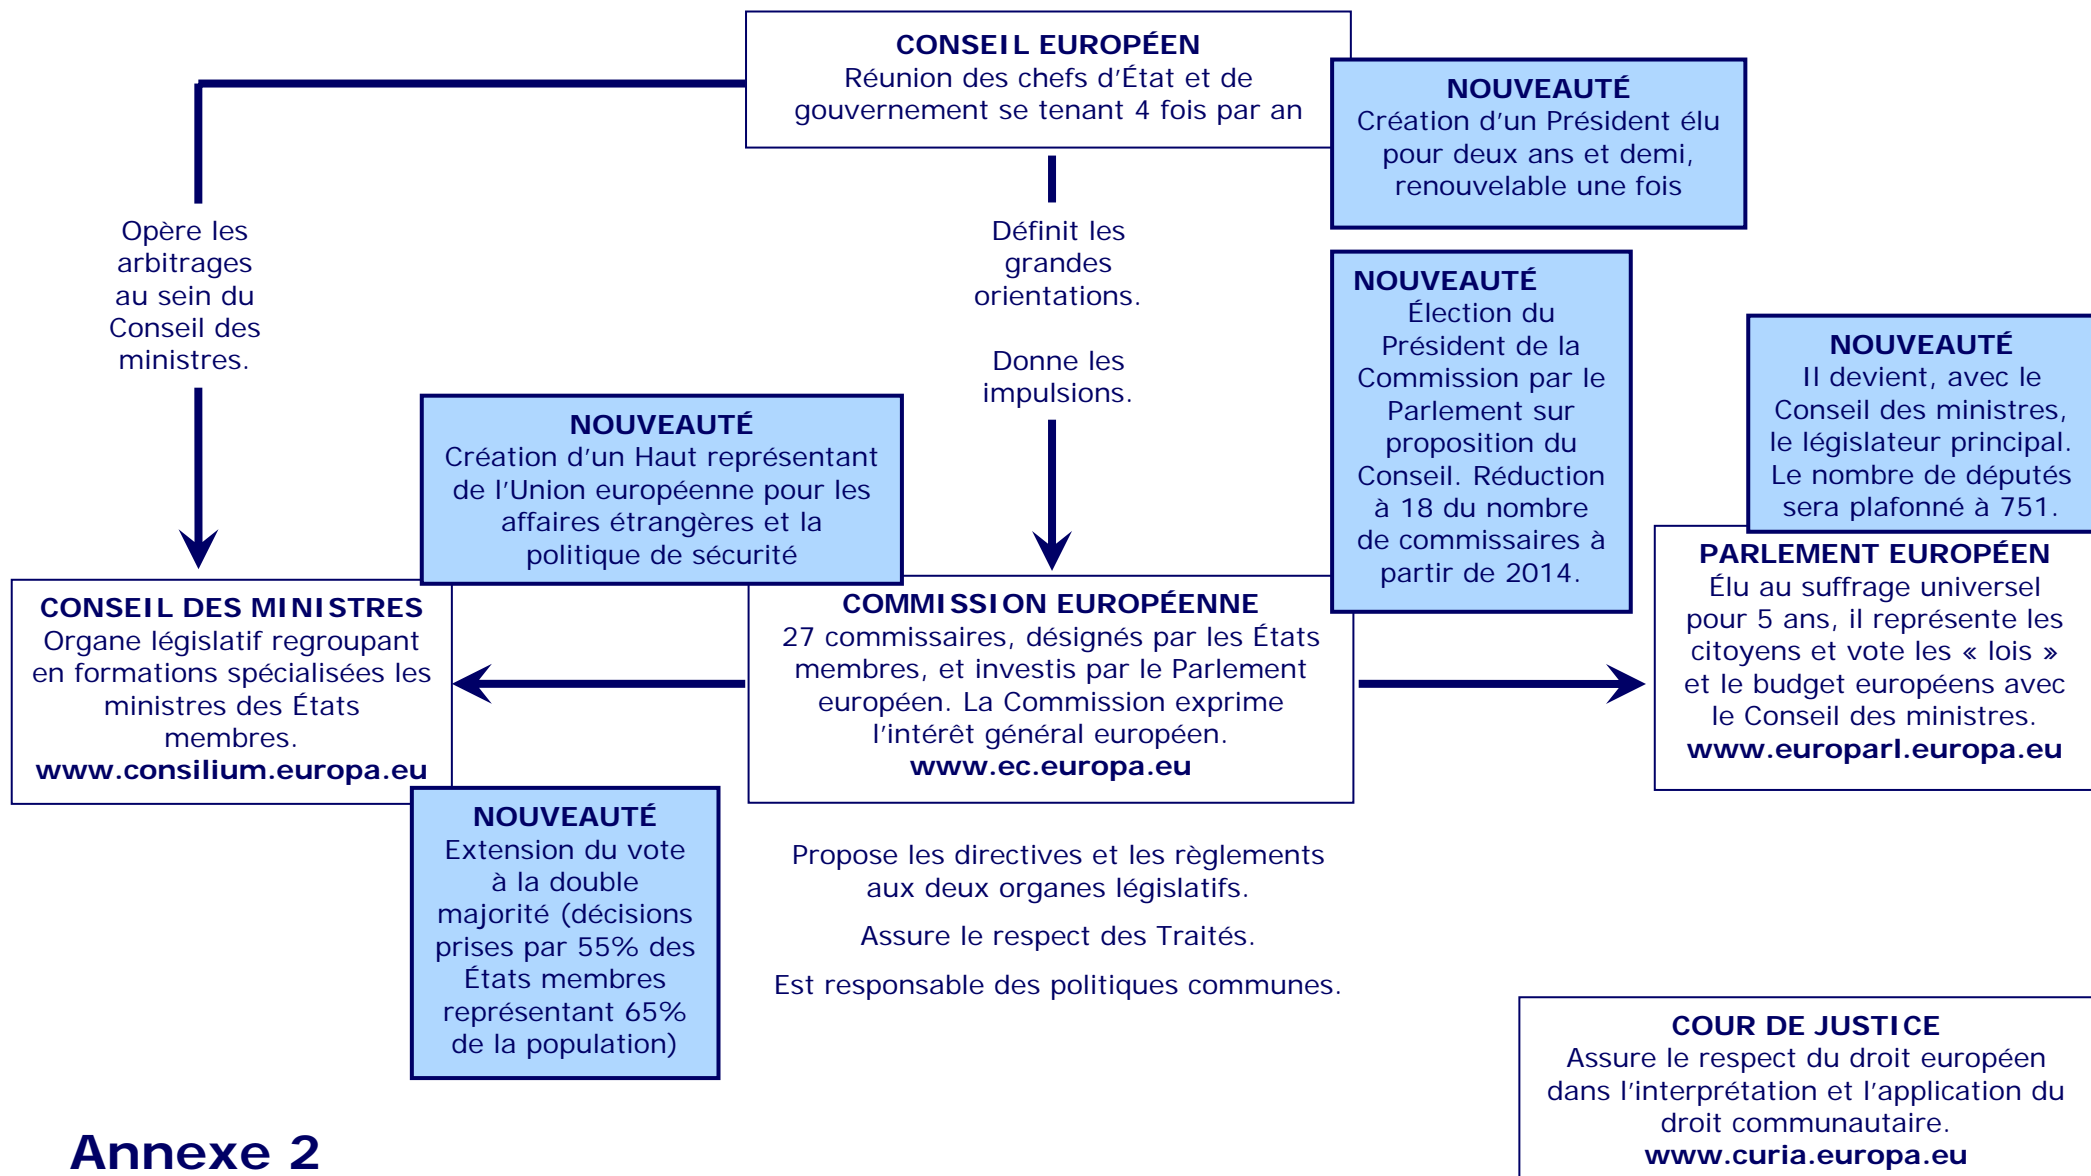 CONSEIL EUROPÉEN
Réunion des chefs d'État et de
gouvernement se tenant 4 fois par an
NOUVEAUTÉ
Création d'un Président élu
pour deux ans et demi,
renouvelable une fois
Opère les
arbitrages
au sein du
Conseil des
ministres.
Définit les
grandes
orientations.
Donne les
impulsions.
NOUVEAUTÉ
Élection du
Président de la
Commission par le
Parlement sur
proposition du
Conseil. Réduction
à 18 du nombre
de commissaires à
partir de 2014.
NOUVEAUTÉ
Il devient, avec le
Conseil des ministres,
le législateur principal.
Le nombre de députés
sera plafonné à 751.
NOUVEAUTÉ
Création d'un Haut représentant
de l'Union européenne pour les
affaires étrangères et la
politique de sécurité
CONSEIL DES MINISTRES
Organe législatif regroupant
en formations spécialisées les
ministres des États
membres.
www.consilium.europa.eu
COMMISSION EUROPÉENNE
27 commissaires, désignés par les États
membres, et investis par le Parlement
européen. La Commission exprime
l'intérêt général européen.
www.ec.europa.eu
PARLEMENT EUROPÉEN
Élu au suffrage universel
pour 5 ans, il représente les
citoyens et vote les « lois »
et le budget européens avec
le Conseil des ministres.
www.europarl.europa.eu
NOUVEAUTÉ
Extension du vote
à la double
majorité (décisions
prises par 55% des
États membres
représentant 65%
de la population)
Propose les directives et les règlements
aux deux organes législatifs.
Assure le respect des Traités.
Est responsable des politiques communes.
COUR DE JUSTICE
Assure le respect du droit européen
dans l'interprétation et l'application du
droit communautaire.
www.curia.europa.eu
Annexe 2